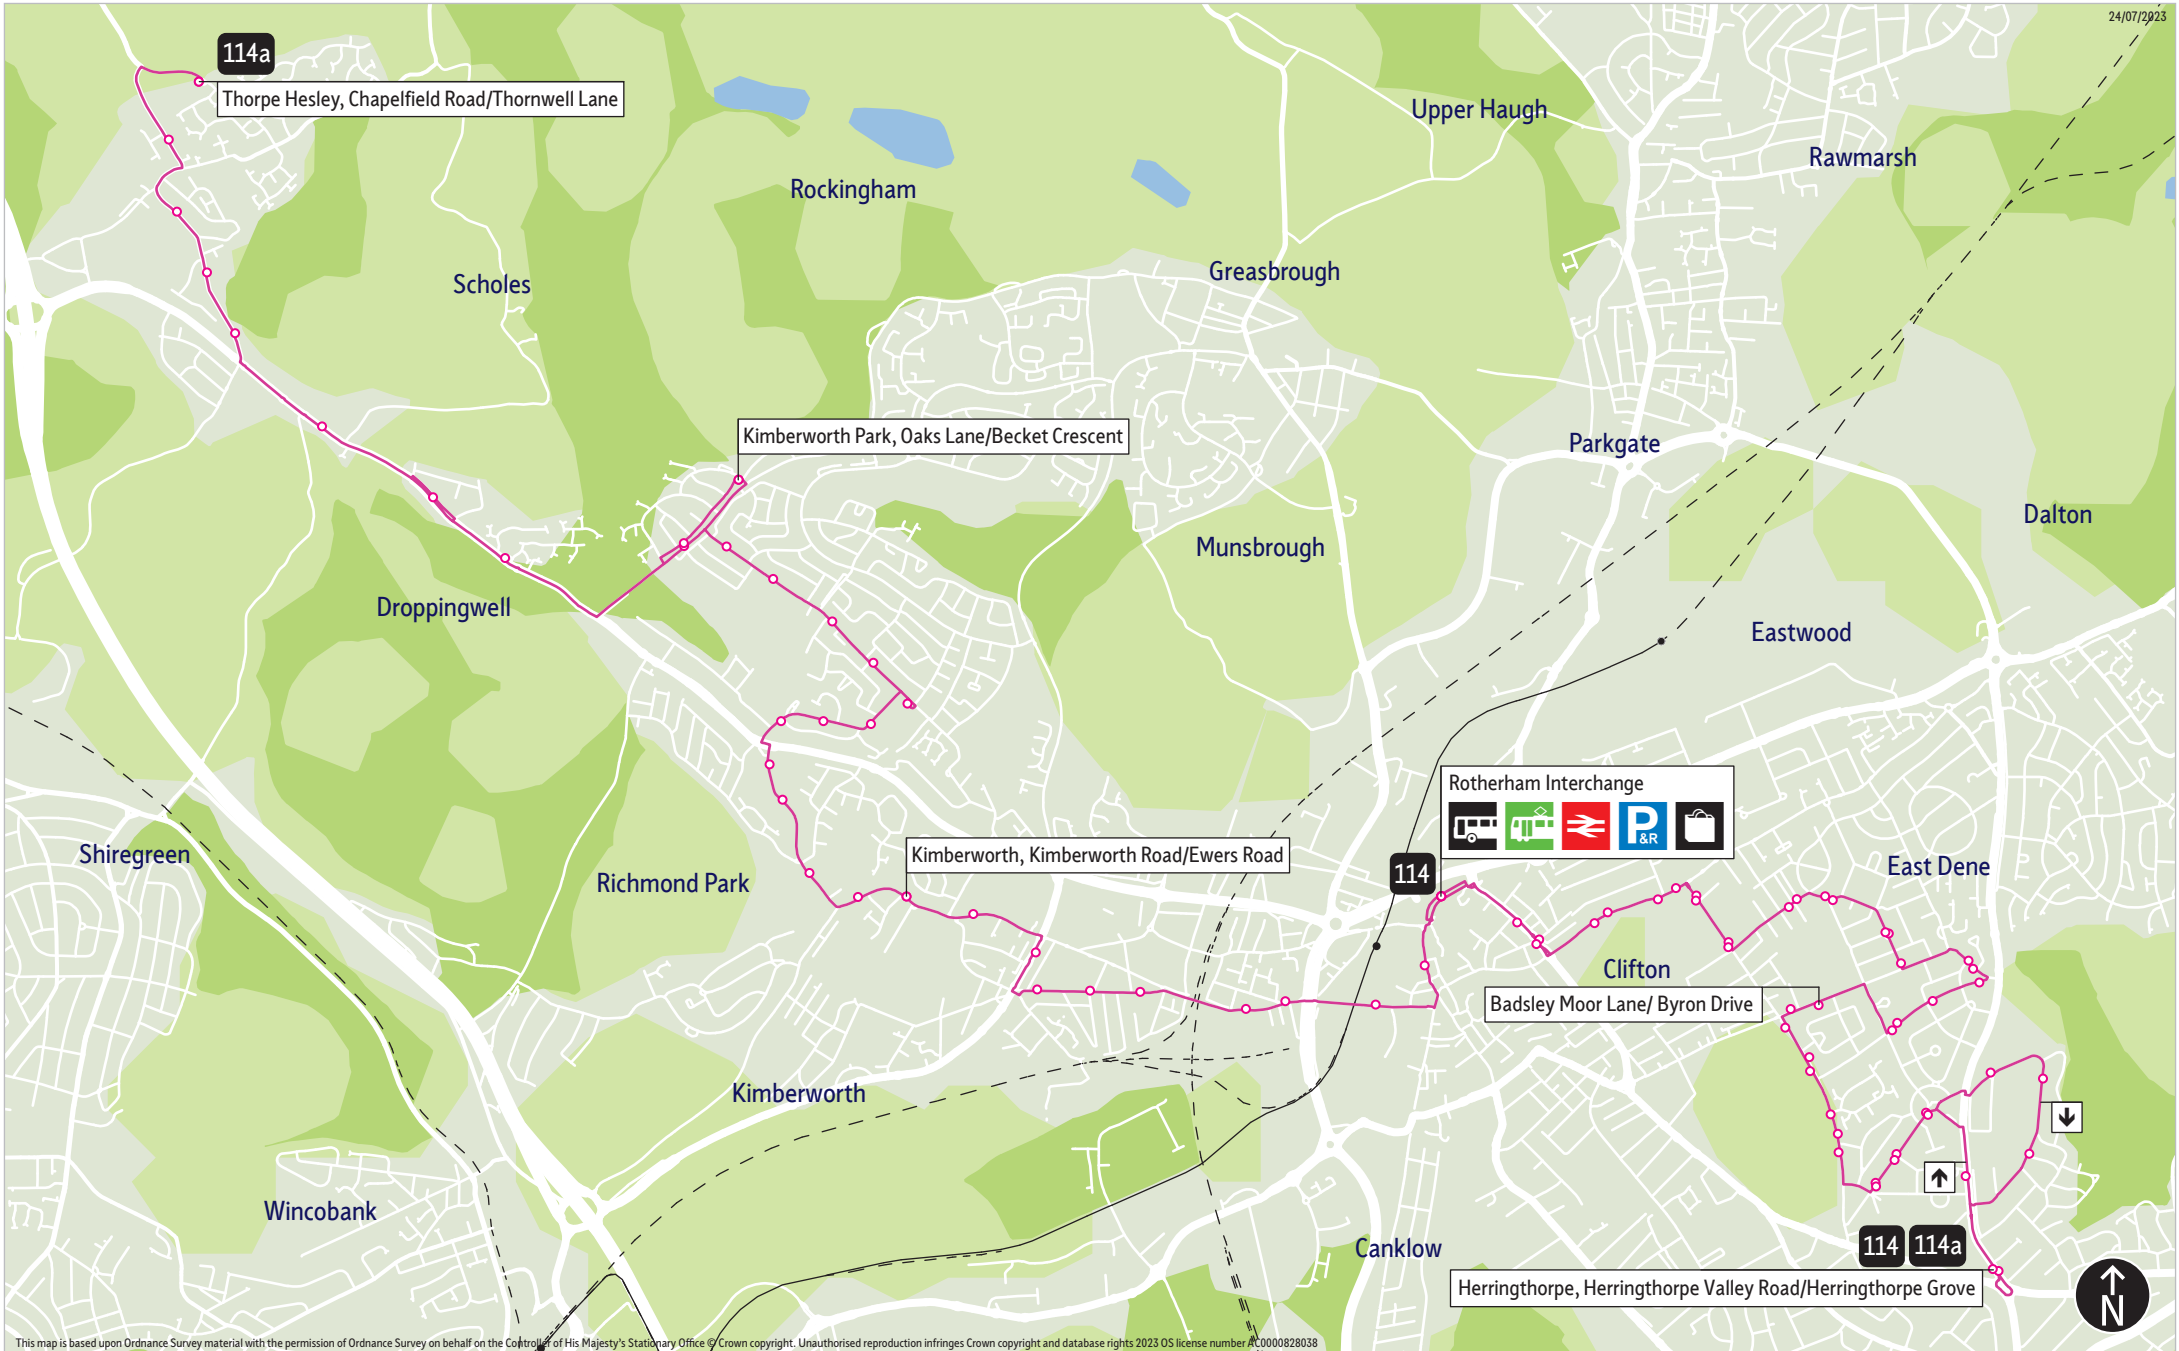 24/07/2023
114a
Thorpe Hesley, Chapelfield Road/Thornwell Lane
Upper Haugh
Rawmarsh
Rockingham
Greasbrough
Scholes
Kimberworth Park, Oaks Lane/Becket Crescent
Parkgate
Dalton
Munsbrough
Droppingwell
Eastwood
Rotherham Interchange
P
&R
Shiregreen
Kimberworth, Kimberworth Road/Ewers Road
114
East Dene
Richmond Park
Clifton
Badsley Moor Lane/ Byron Drive
Kimberworth
Wincobank
Canklow
114 114a
Herringthorpe, Herringthorpe Valley Road/Herringthorpe Grove
N
This map is based upon Ordnance Survey material with the permission of Ordnance Survey on behalf on the Controller of His Majesty's Stationary Office © Crown copyright. Unauthorised reproduction infringes Crown copyright and database rights 2023 OS license number AC0000828038